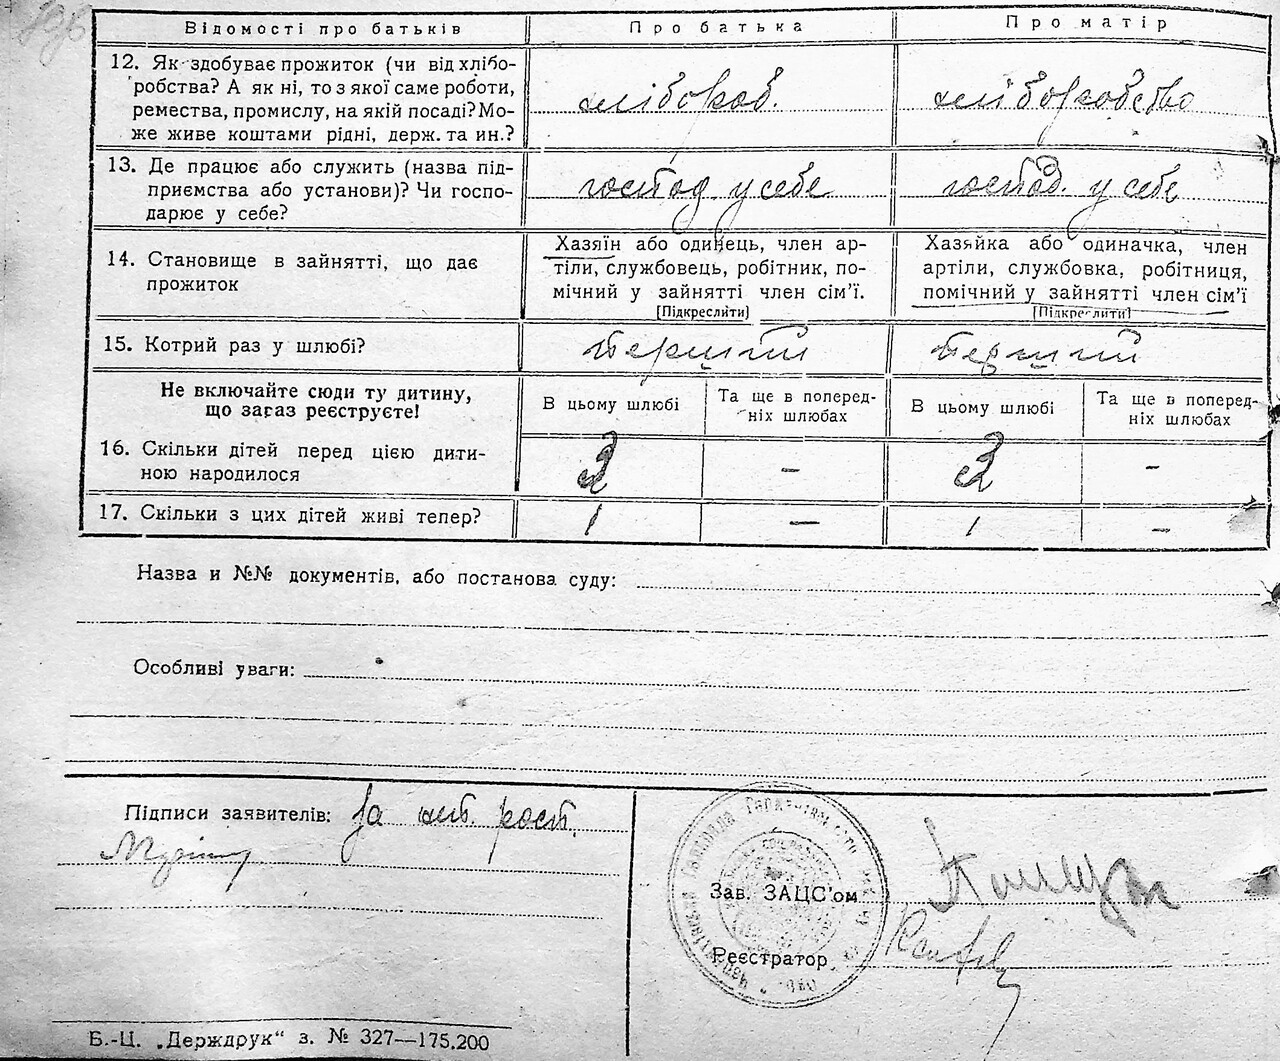 Відомості про батьків
Про батька
Про матір
12. Як здобуває прожиток (чи від хлібо-
робства? А як ні, то з якої саме роботи,
ремества, промислу, на якій посаді? Мо-
же живе коштами рідні, держ. та ин.?
хлібороб.
хліборобство
13. Де працює або служить (назва під-
приємства або установи)? Чи госпо-
дарює у себе?
господ. у себе
господ. у себе
14. Становище в зайнятті, що дає
прожиток
Хазяїн або одинець, член ар-
тіли, службовець, робітник, по-
мічний у зайнятті член сім’ї.
[Підкреслити]
Хазяйка або одиначка, член
артіли, службовка, робітниця,
помічний у зайнятті член сім’ї
[Підкреслити]
15. Котрий раз у шлюбі?
Перший
Перший
Не включайте сюди ту дитину,
що зараз реєструєте!
В цьому шлюбі
Та ще в поперед-
ніх шлюбах
В цьому шлюбі
Та ще в поперед-
ніх шлюбах
16. Скільки дітей перед цією дити-
ною народилося
–
–
17. Скільки з цих дітей живі тепер?
1
–
1
–
Назва и №№ документів, або постанова суду:
Особливі уваги:
Підписи заявителів: за
Зав. ЗАЦС’ом
Реєстратор
Б.-Ц. „Держдрук“ з. № 327—175.200